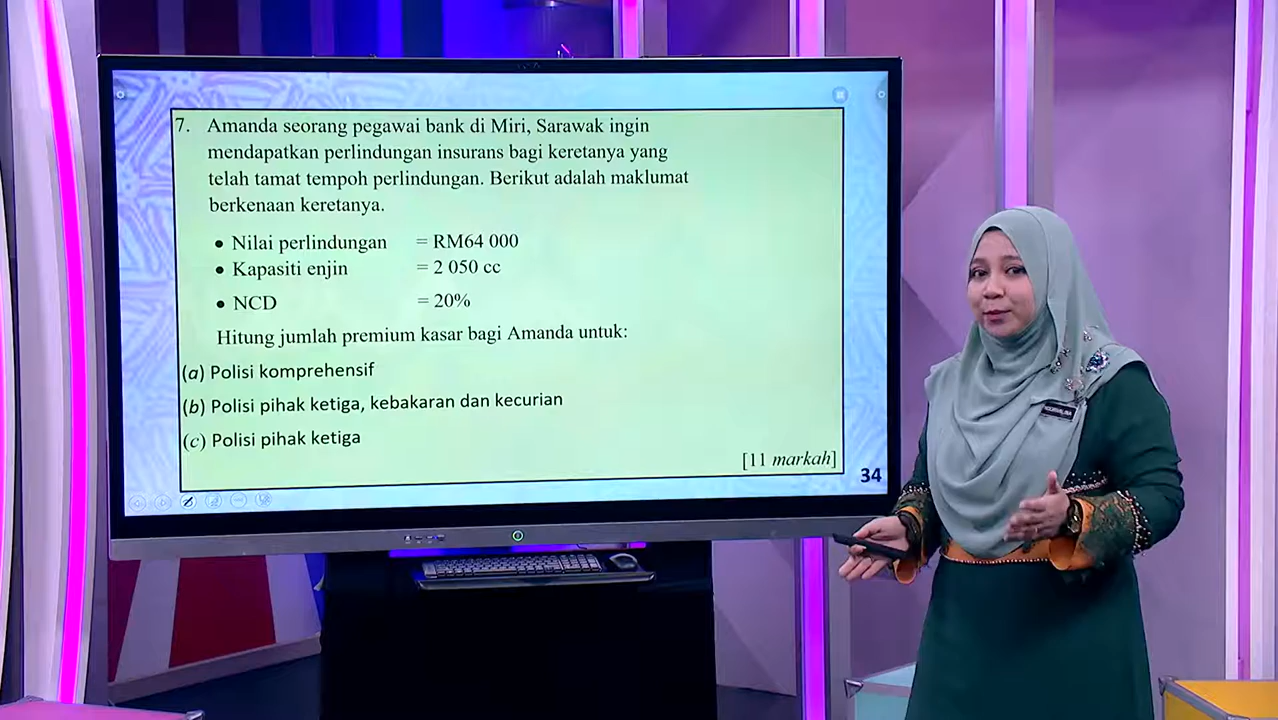 7. Amanda seorang pegawai bank di Miri, Sarawak ingin
mendapatkan perlindungan insurans bagi keretanya yang
telah tamat tempoh perlindungan. Berikut adalah maklumat
berkenaan keretanya.
• Nilai perlindungan = RM64 000
• Kapasiti enjin = 2 050 cc
• NCD = 20%
Hitung jumlah premium kasar bagi Amanda untuk:
(a) Polisi komprehensif
(b) Polisi pihak ketiga, kebakaran dan kecurian
(c) Polisi pihak ketiga
[11 markah]
34